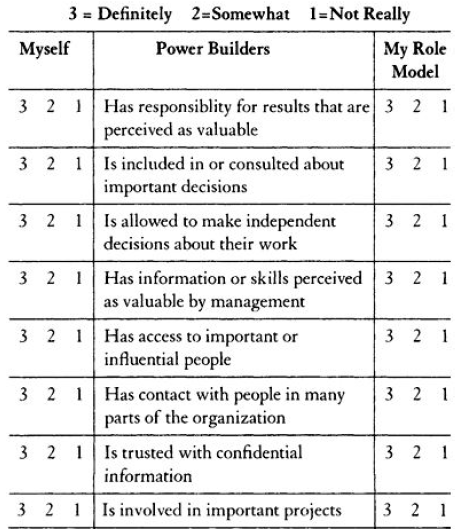 3 = Definitely 2=Somewhat 1=Not Really
Myself Power Builders My Role
Model
3 2 1 Has responsiblity for results that are 3 2 1
perceived as valuable
3 2 1 Is included in or consulted about 3 2 1
important decisions
3 2 1 Is allowed to make independent 3 2 1
decisions about their work
3 2 1 Has information or skills perceived 3 2 1
as valuable by management
3 2 1 Has access to important or 3 2 1
influential people
3 2 1 Has contact with people in many 3 2 1
parts of the organization
3 2 1 Is trusted with confidential 3 2 1
information
3 2 1 Is involved in important projects 3 2 1